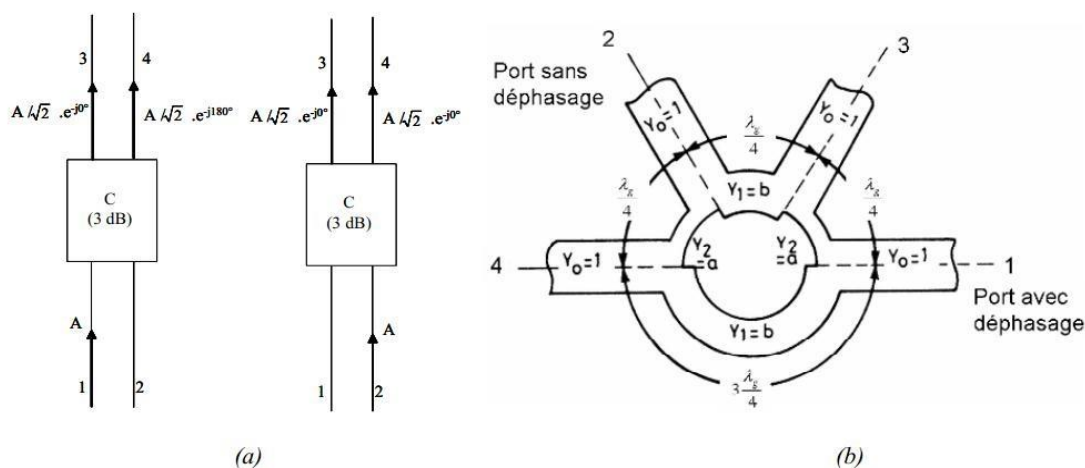 3
4
A/√2 .e-j0°
A/√2 .e-j180°
C
(3 dB)
A
1
2
3
4
A/√2 .e-j0°
A/√2 .e-j0°
C
(3 dB)
A
1
2
(a)
2
3
Port sans
déphasage
Y₀=1
Y₀=1
λg/4
λg/4
λg/4
Y₁=b
Y₂
=a
Y₂
=a
4
Y₀=1
Y₀=1
1
Port avec
déphasage
Y₁=b
3 λg/4
(b)